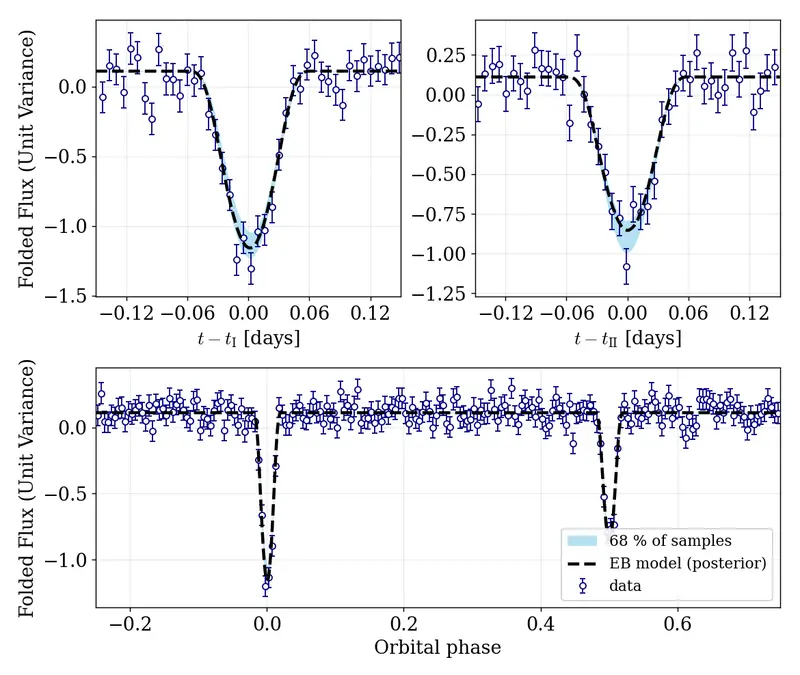 Folded Flux (Unit Variance)
0.0
−0.5
−1.0
−1.5
−0.12 −0.06 0.00 0.06 0.12
t − tI [days]
0.25
0.00
−0.25
−0.50
−0.75
−1.00
−1.25
−0.12 −0.06 0.00 0.06 0.12
t − tII [days]
Folded Flux (Unit Variance)
0.0
−0.5
−1.0
68 % of samples
EB model (posterior)
data
−0.2 0.0 0.2 0.4 0.6
Orbital phase